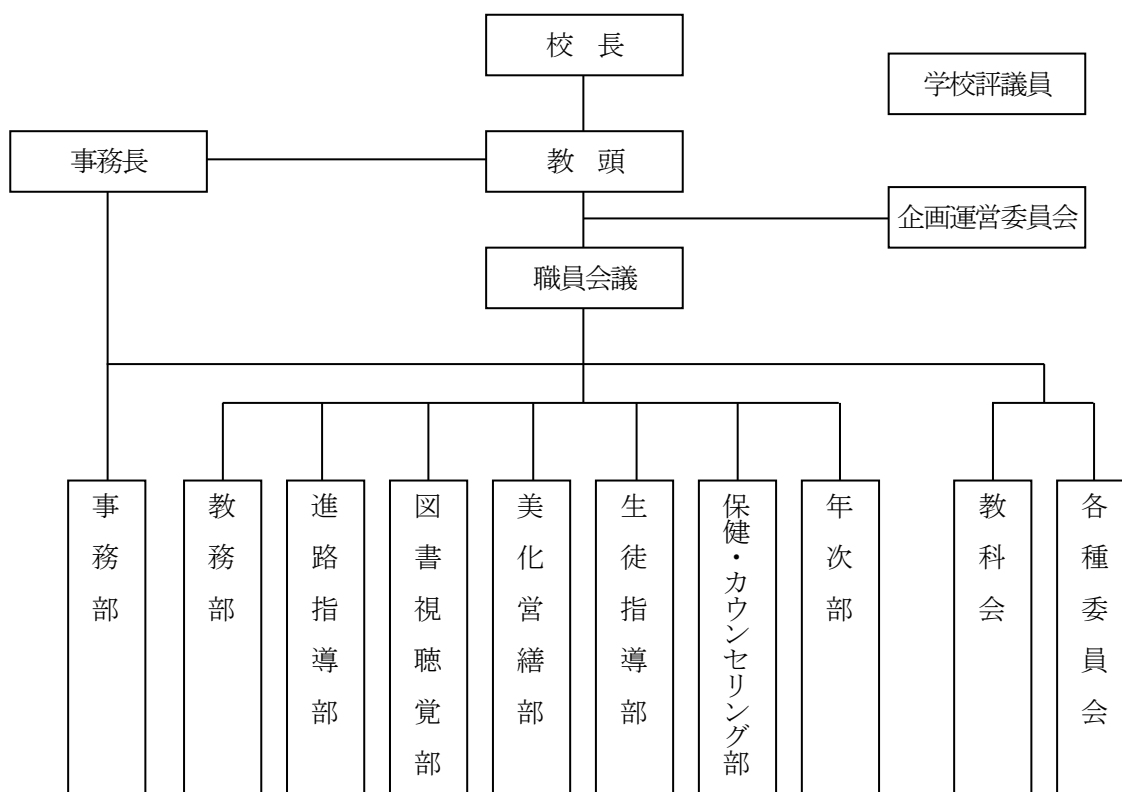 校 長
学校評議員
事務長
教 頭
企画運営委員会
職員会議
事務部
教務部
進路指導部
図書視聴覚部
美化営繕部
生徒指導部
保健・カウンセリング部
年次部
教科会
各種委員会